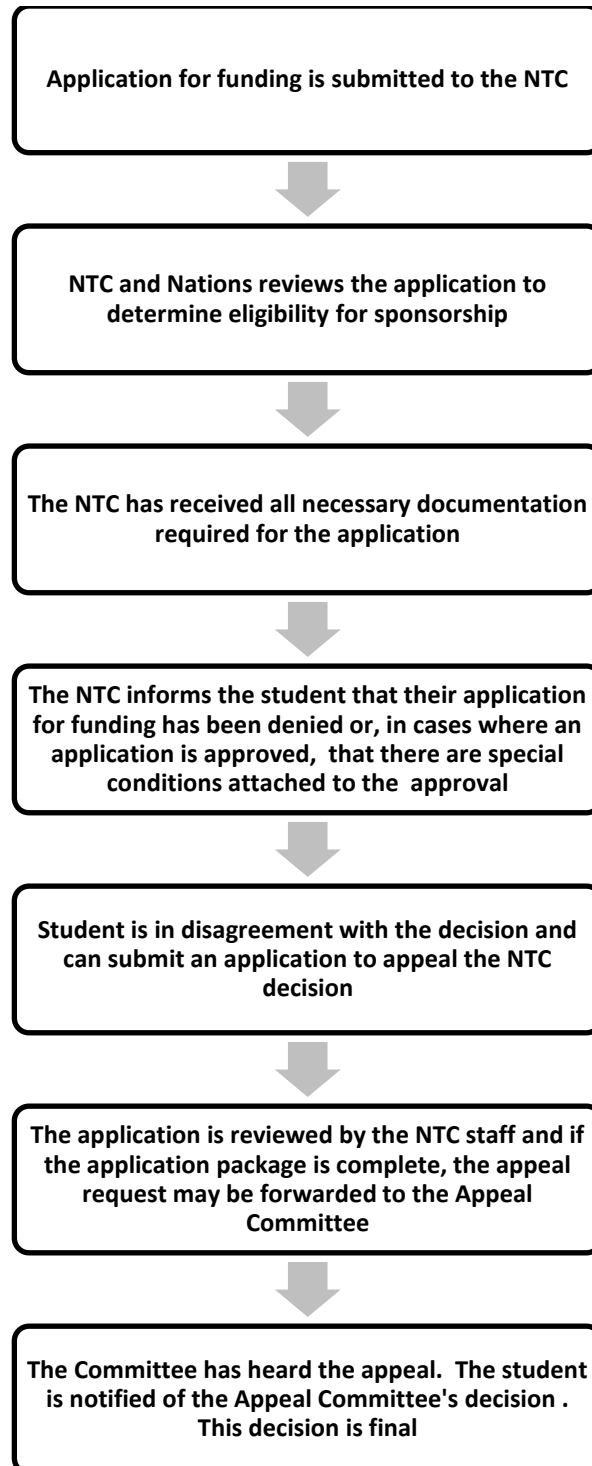 Application for funding is submitted to the NTC
NTC and Nations reviews the application to
determine eligibility for sponsorship
The NTC has received all necessary documentation
required for the application
The NTC informs the student that their application
for funding has been denied or, in cases where an
application is approved,  that there are special
conditions attached to the  approval
Student is in disagreement with the decision and
can submit an application to appeal the NTC
decision
The application is reviewed by the NTC staff and if
the application package is complete, the appeal
request may be forwarded to the Appeal
Committee
The Committee has heard the appeal.  The student
is notified of the Appeal Committee's decision .
This decision is final